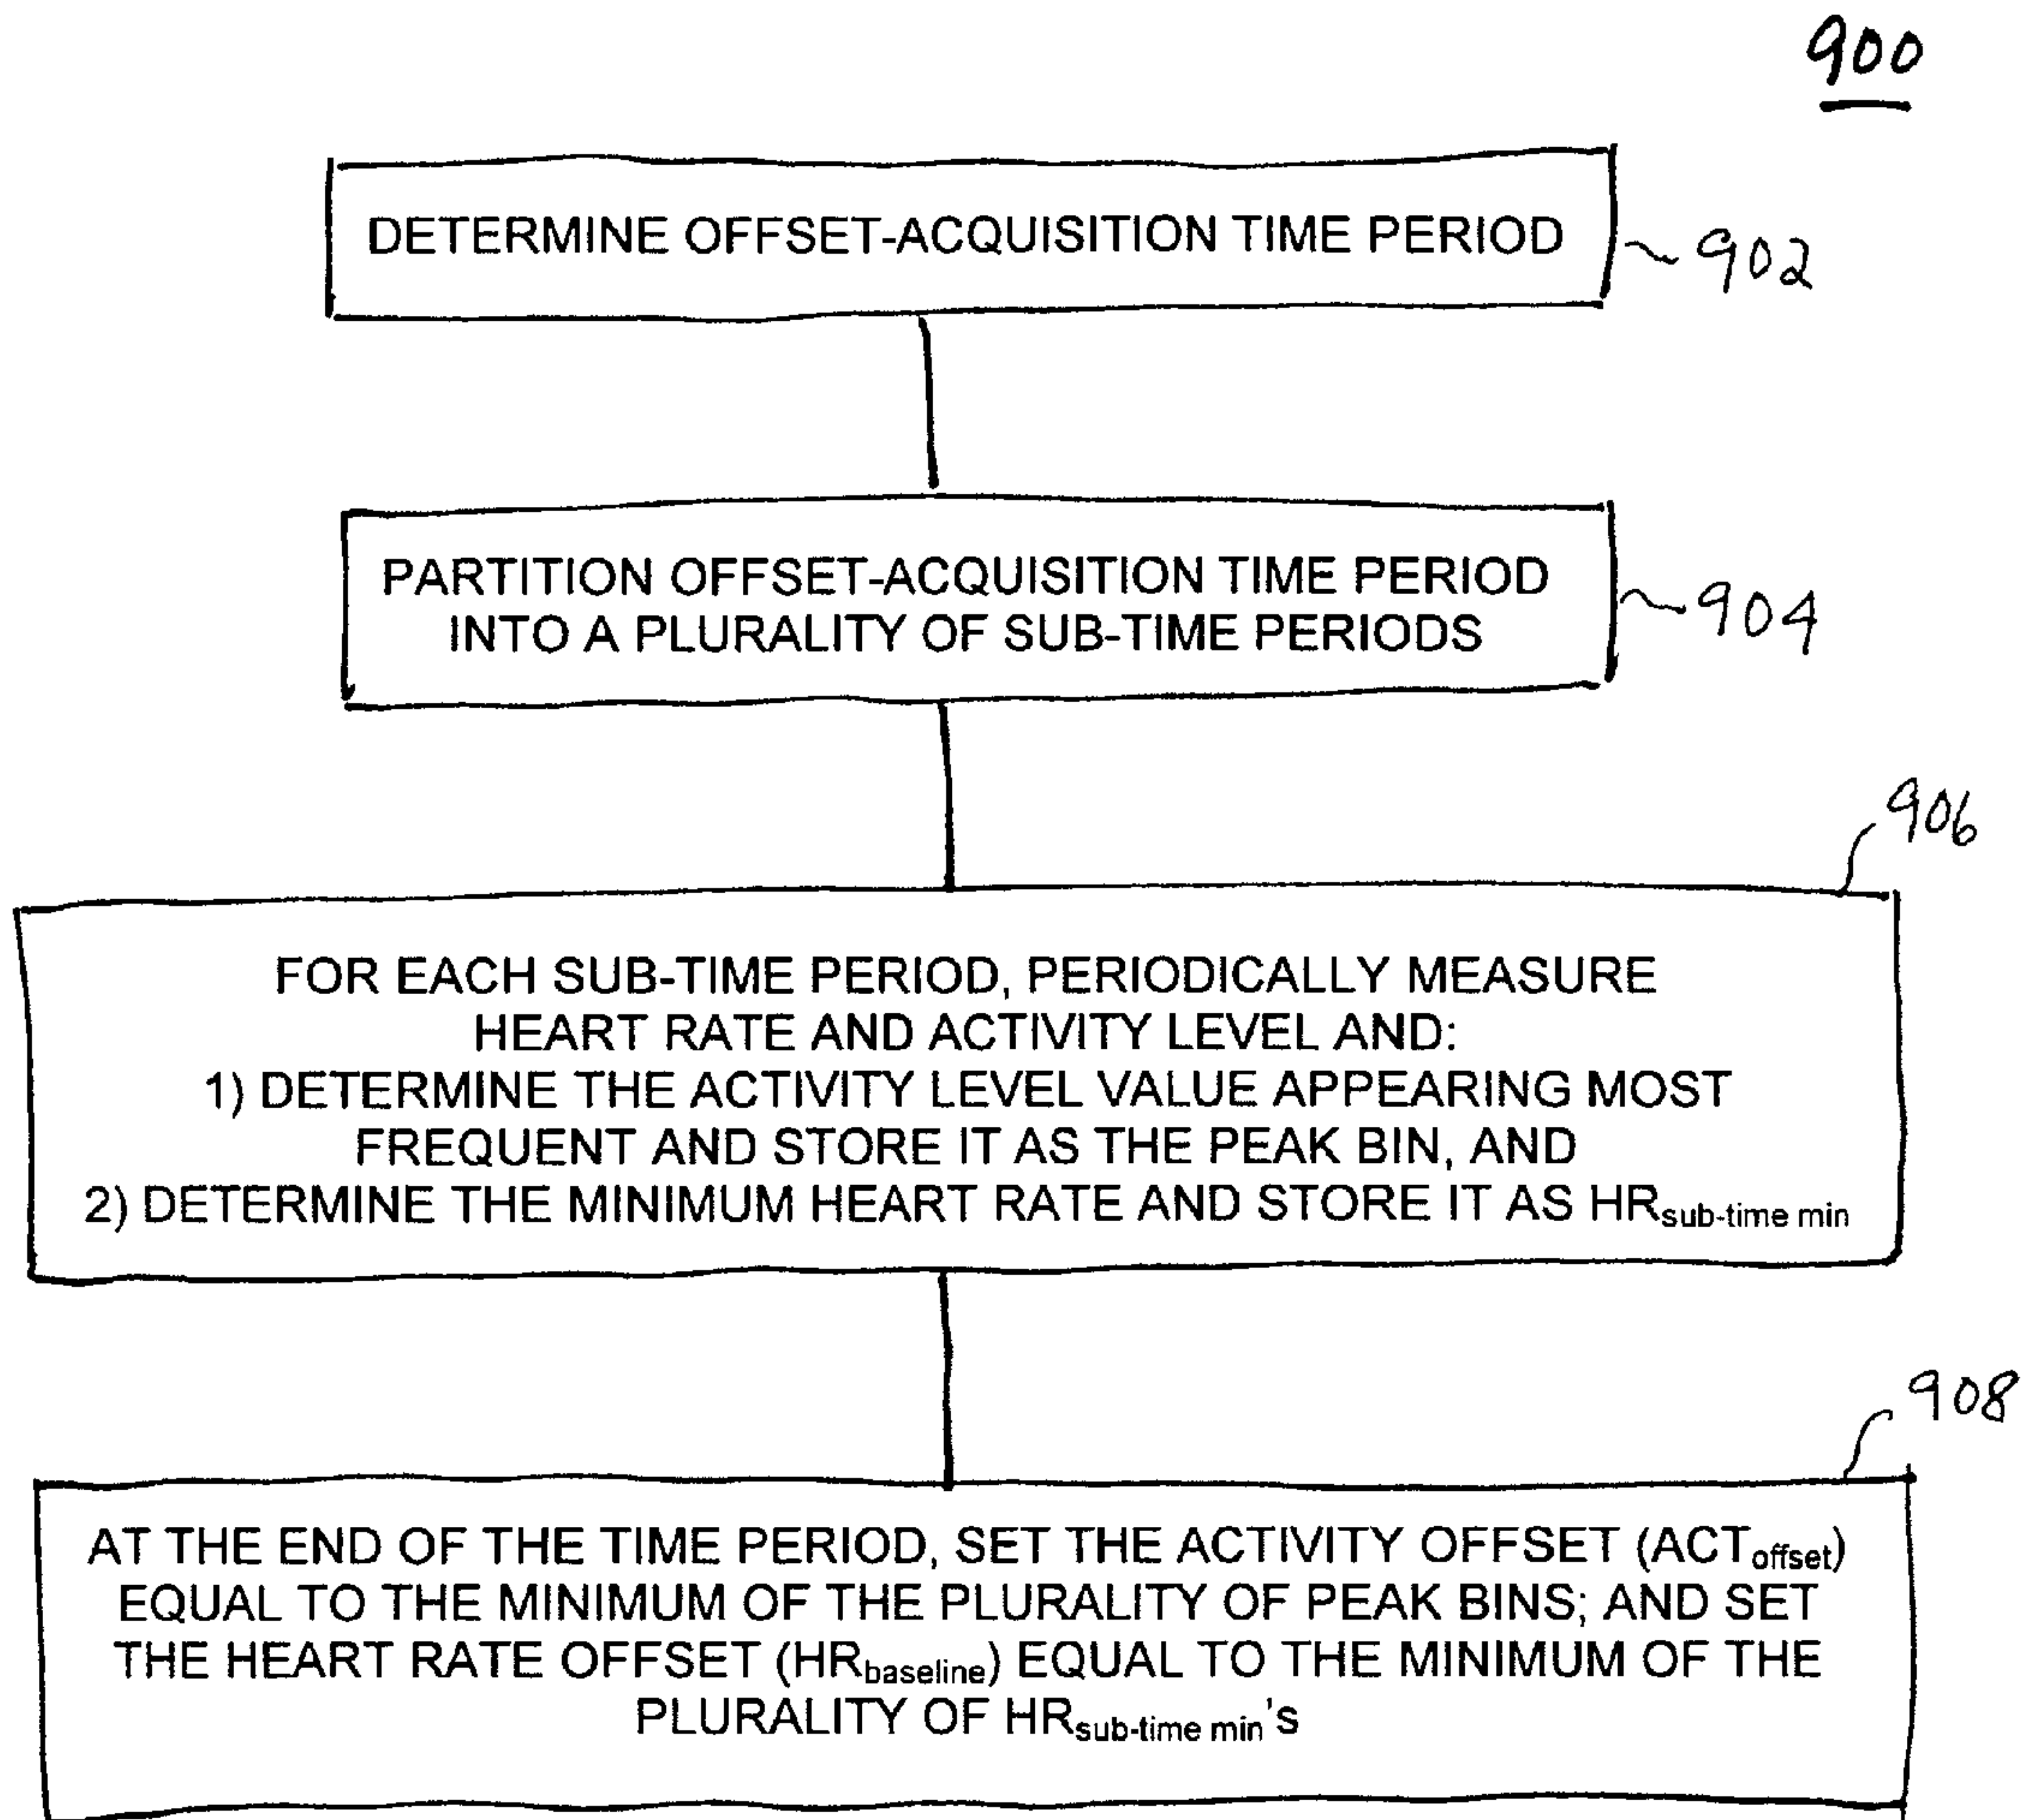 900
DETERMINE OFFSET-ACQUISITION TIME PERIOD
902
PARTITION OFFSET-ACQUISITION TIME PERIOD
INTO A PLURALITY OF SUB-TIME PERIODS
904
906
FOR EACH SUB-TIME PERIOD, PERIODICALLY MEASURE
HEART RATE AND ACTIVITY LEVEL AND:
1) DETERMINE THE ACTIVITY LEVEL VALUE APPEARING MOST
FREQUENT AND STORE IT AS THE PEAK BIN, AND
2) DETERMINE THE MINIMUM HEART RATE AND STORE IT AS HRsub-time min
908
AT THE END OF THE TIME PERIOD, SET THE ACTIVITY OFFSET (ACToffset)
EQUAL TO THE MINIMUM OF THE PLURALITY OF PEAK BINS; AND SET
THE HEART RATE OFFSET (HRbaseline) EQUAL TO THE MINIMUM OF THE
PLURALITY OF HRsub-time min's